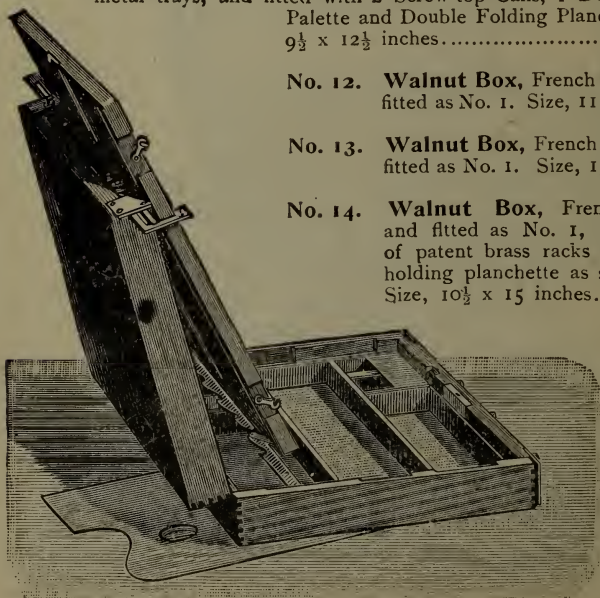 metal trays, and fitted with 2 Screw-top Cans, 1 D
Palette and Double Folding Planc
9½ x 12½ inches......................
No. 12. Walnut Box, French
fitted as No. 1. Size, 11
No. 13. Walnut Box, French
fitted as No. 1. Size, 1
No. 14. Walnut Box, Fren
and fitted as No. 1,
of patent brass racks
holding planchette as s
Size, 10½ x 15 inches.